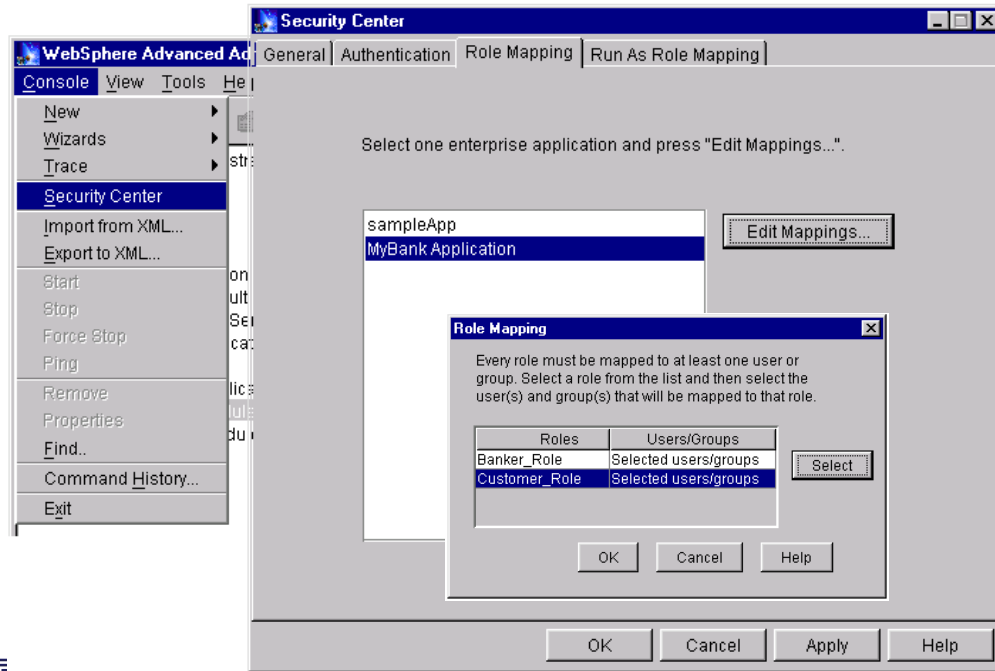 WebSphere Advanced Ad
Console View Tools Help
New
Wizards
Trace
Security Center
Import from XML...
Export to XML...
Start
Stop
Force Stop
Ping
Remove
Properties
Find..
Command History...
Exit
Security Center
General Authentication Role Mapping Run As Role Mapping
Select one enterprise application and press "Edit Mappings...".
sampleApp
MyBank Application
Edit Mappings...
Role Mapping
Every role must be mapped to at least one user or
group. Select a role from the list and then select the
user(s) and group(s) that will be mapped to that role.
Roles Users/Groups
Banker_Role Selected users/groups
Customer_Role Selected users/groups
Select
OK Cancel Help
OK Cancel Apply Help